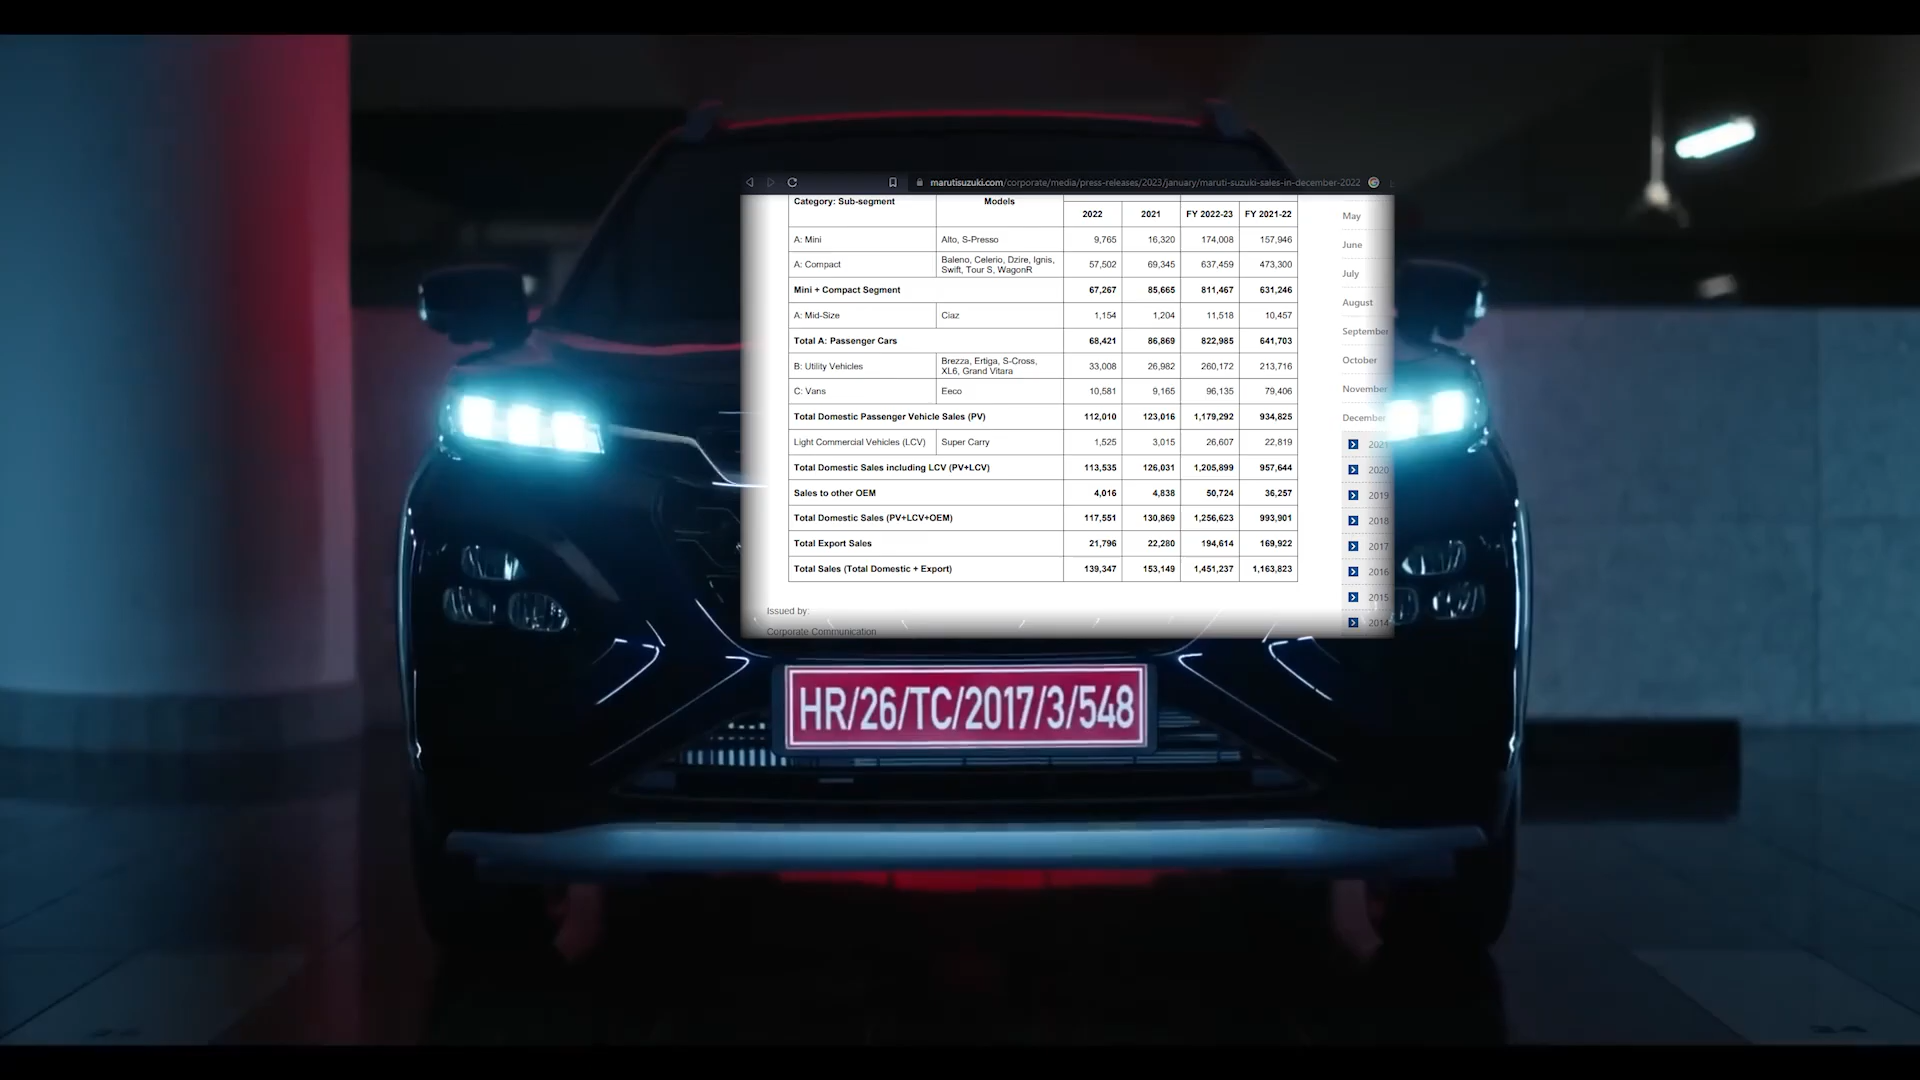 marutisuzuki.com/corporate/media/press-releases/2023/january/maruti-suzuki-sales-in-december-2022
Category: Sub-segment Models 2022 2021 FY 2022-23 FY 2021-22
A: Mini Alto, S-Presso 9,765 16,320 174,008 157,946
A: Compact Baleno, Celerio, Dzire, Ignis, Swift, Tour S, WagonR 57,502 69,345 637,459 473,300
Mini + Compact Segment 67,267 85,665 811,467 631,246
A: Mid-Size Ciaz 1,154 1,204 11,518 10,457
Total A: Passenger Cars 68,421 86,869 822,985 641,703
B: Utility Vehicles Brezza, Ertiga, S-Cross, XL6, Grand Vitara 33,008 26,982 260,172 213,716
C: Vans Eeco 10,581 9,165 96,135 79,406
Total Domestic Passenger Vehicle Sales (PV) 112,010 123,016 1,179,292 934,825
Light Commercial Vehicles (LCV) Super Carry 1,525 3,015 26,607 22,819
Total Domestic Sales including LCV (PV+LCV) 113,535 126,031 1,205,899 957,644
Sales to other OEM 4,016 4,838 50,724 36,257
Total Domestic Sales (PV+LCV+OEM) 117,551 130,869 1,256,623 993,901
Total Export Sales 21,796 22,280 194,614 169,922
Total Sales (Total Domestic + Export) 139,347 153,149 1,451,237 1,163,823
Issued by:
Corporate Communication
May
June
July
August
September
October
November
December
2021
2020
2019
2018
2017
2016
2015
2014
HR/26/TC/2017/3/548